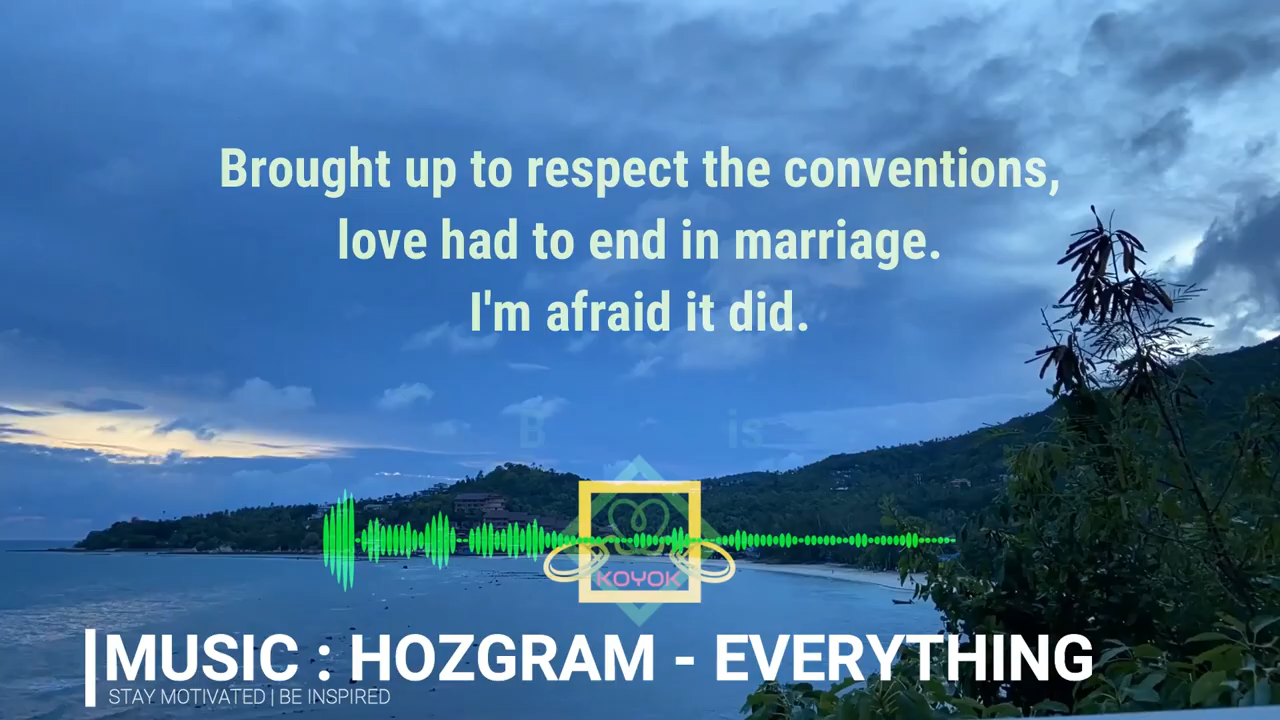 Brought up to respect the conventions,
love had to end in marriage.
I'm afraid it did.
KOYOK
MUSIC : HOZGRAM - EVERYTHING
STAY MOTIVATED | BE INSPIRED